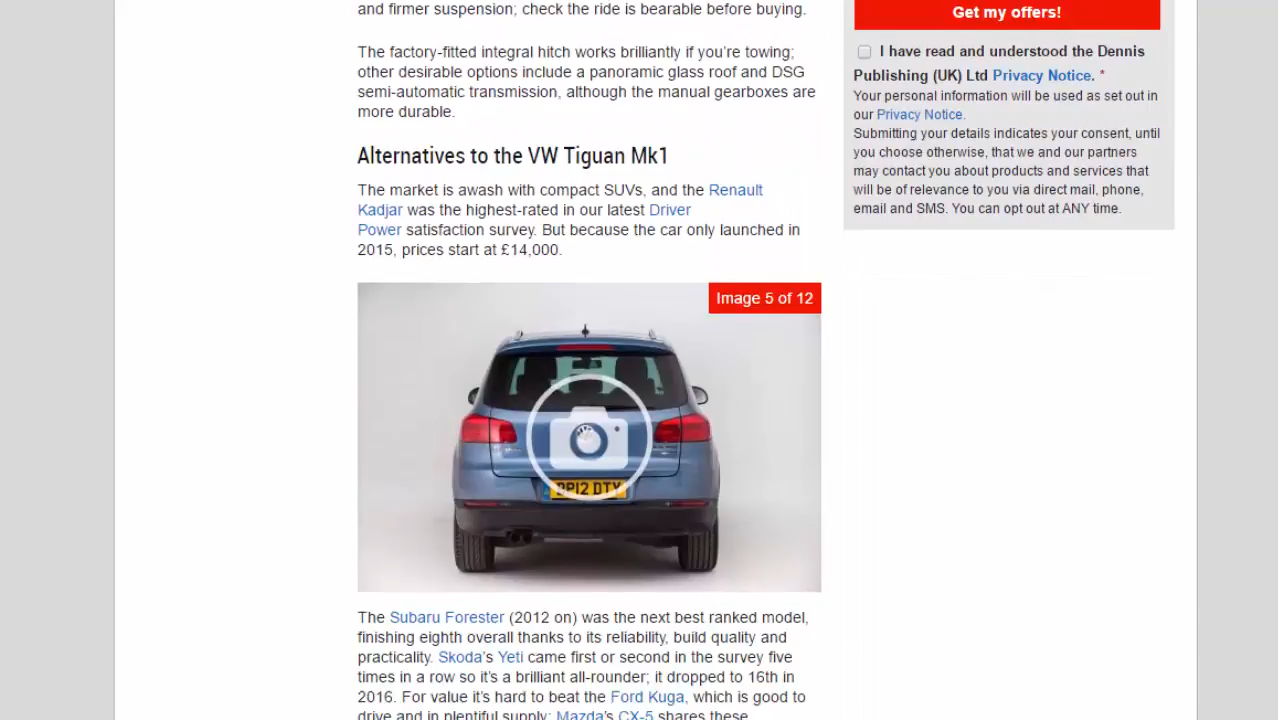 and firmer suspension; check the ride is bearable before buying.
The factory-fitted integral hitch works brilliantly if you’re towing;
other desirable options include a panoramic glass roof and DSG
semi-automatic transmission, although the manual gearboxes are
more durable.
Alternatives to the VW Tiguan Mk1
The market is awash with compact SUVs, and the Renault
Kadjar was the highest-rated in our latest Driver
Power satisfaction survey. But because the car only launched in
2015, prices start at £14,000.
Image 5 of 12
The Subaru Forester (2012 on) was the next best ranked model,
finishing eighth overall thanks to its reliability, build quality and
practicality. Skoda’s Yeti came first or second in the survey five
times in a row so it’s a brilliant all-rounder; it dropped to 16th in
2016. For value it’s hard to beat the Ford Kuga, which is good to
drive and in plentiful supply; Mazda’s CX-5 shares these
Get my offers!
I have read and understood the Dennis
Publishing (UK) Ltd Privacy Notice. *
Your personal information will be used as set out in
our Privacy Notice.
Submitting your details indicates your consent, until
you choose otherwise, that we and our partners
may contact you about products and services that
will be of relevance to you via direct mail, phone,
email and SMS. You can opt out at ANY time.